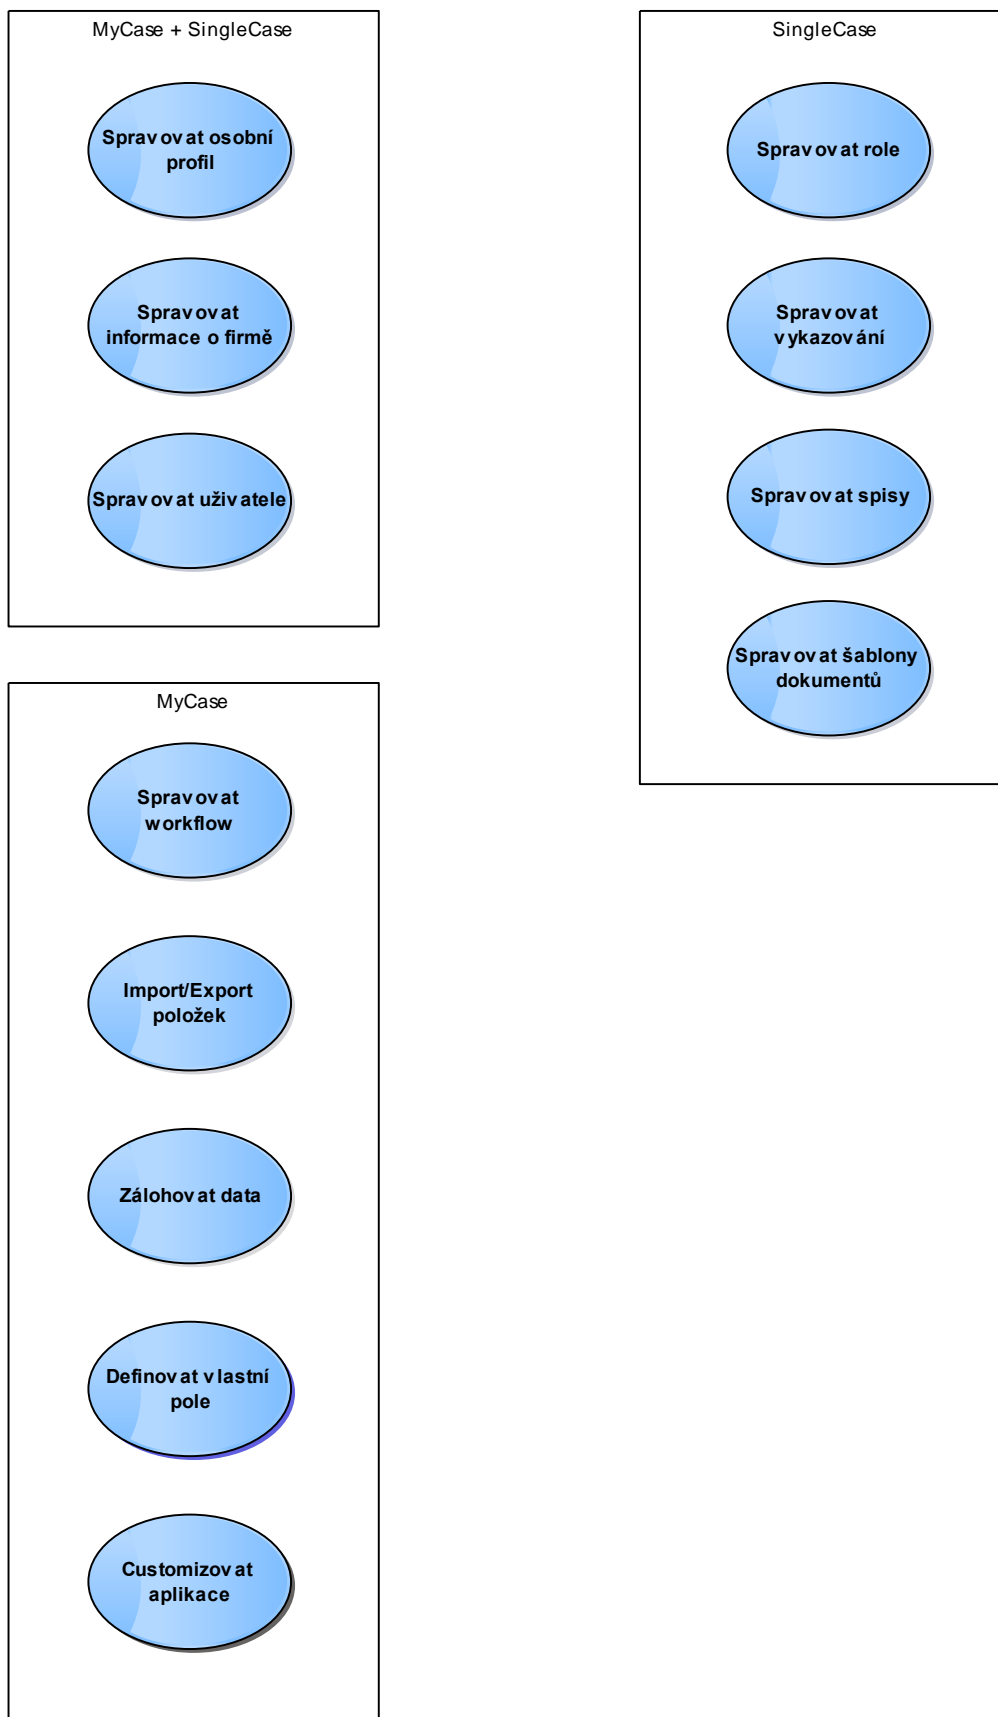 MyCase + SingleCase
Spravovat osobní
profil
Spravovat
informace o firmě
Spravovat uživatele
SingleCase
Spravovat role
Spravovat
vykazování
Spravovat spisy
Spravovat šablony
dokumentů
MyCase
Spravovat
workflow
Import/Export
položek
Zálohovat data
Definovat vlastní
pole
Customizovat
aplikace